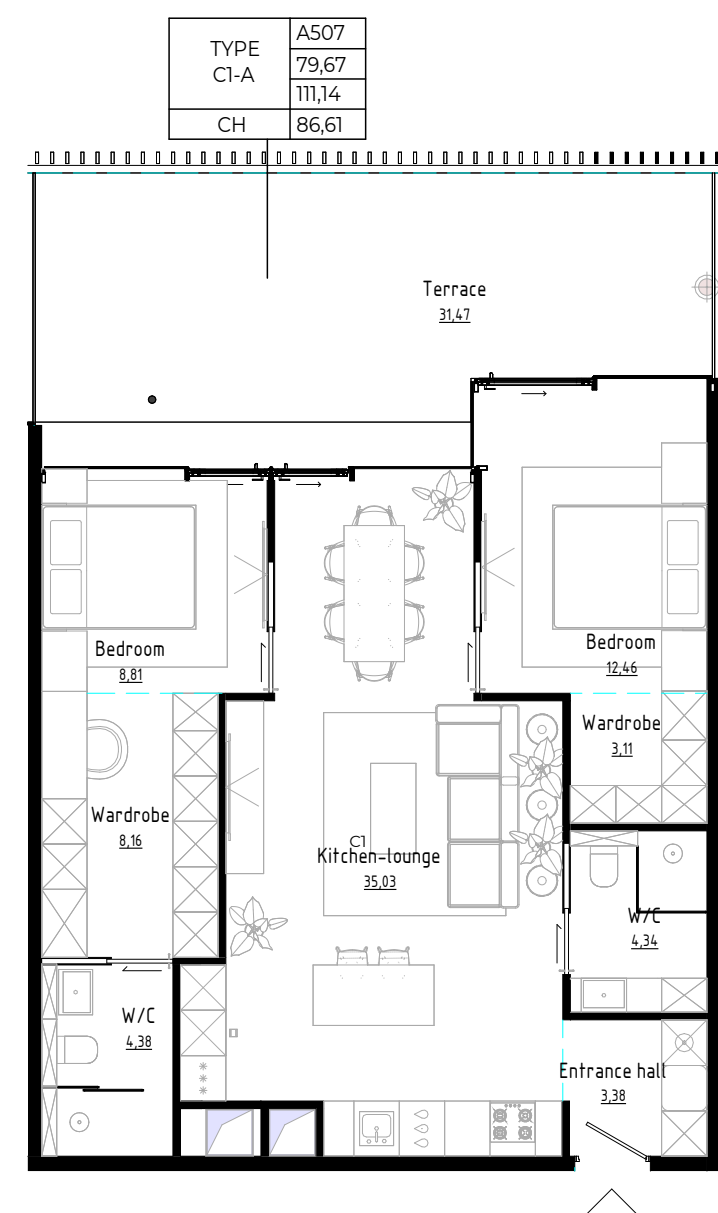 TYPE
C1-A
A507
79,67
111,14
CH 86,61
Terrace
31,47
Bedroom
8,81
Bedroom
12,46
Wardrobe
3,11
Wardrobe
8,16
C1
Kitchen-lounge
35,03
W/C
4,34
W/C
4,38
Entrance hall
3,38